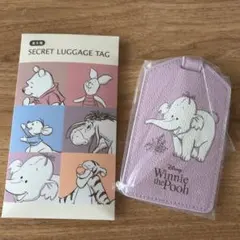 SECRET LUGGAGE TAG
Disney
Winnie
the Pooh